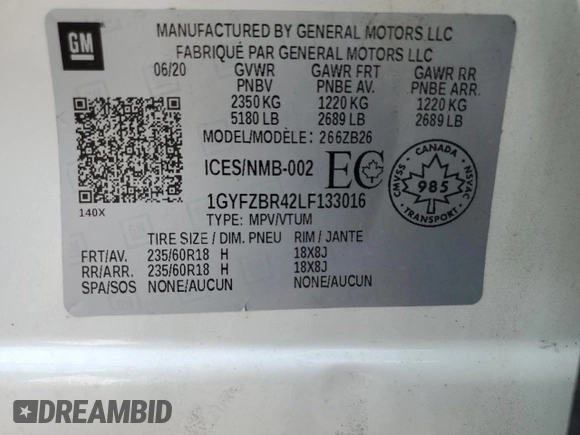 GM
MANUFACTURED BY GENERAL MOTORS LLC
FABRIQUÉ PAR GENERAL MOTORS LLC
06/20 GVWR GAWR FRT GAWR RR
PNBV PNBE AV. PNBE ARR.
2350 KG 1220 KG 1220 KG
5180 LB 2689 LB 2689 LB
MODEL/MODÈLE: 266ZB26
ICES/NMB-002 EC
CANADA
CMVSS 985 NSVAC
TRANSPORT
140X
1GYFZBR42LF133016
TYPE: MPV/VTUM
TIRE SIZE / DIM. PNEU RIM / JANTE
FRT/AV. 235/60R18 H 18X8J
RR/ARR. 235/60R18 H 18X8J
SPA/SOS NONE/AUCUN NONE/AUCUN
DREAMBID